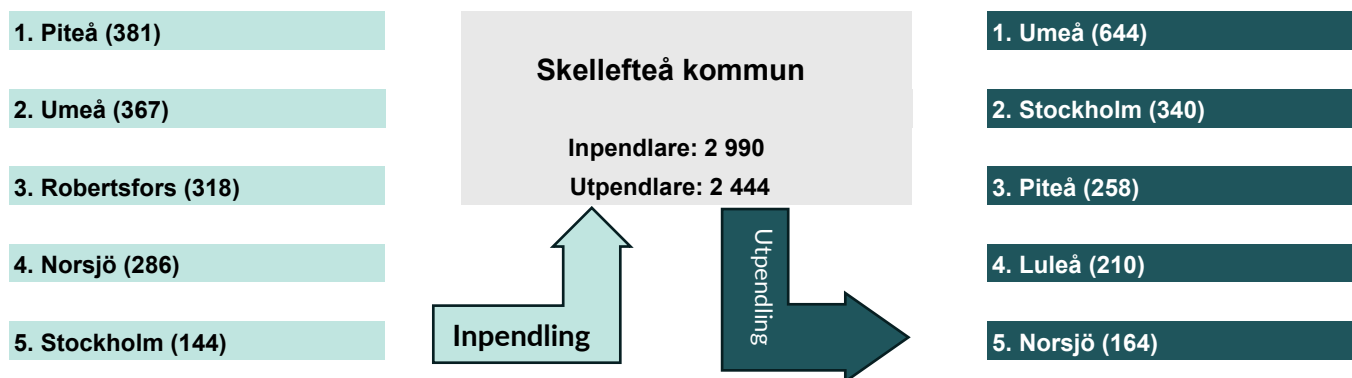 1. Piteå (381)
2. Umeå (367)
3. Robertsfors (318)
4. Norsjö (286)
5. Stockholm (144)
Skellefteå kommun
Inpendlare: 2 990
Utpendlare: 2 444
Inpendling
Utpendling
1. Umeå (644)
2. Stockholm (340)
3. Piteå (258)
4. Luleå (210)
5. Norsjö (164)